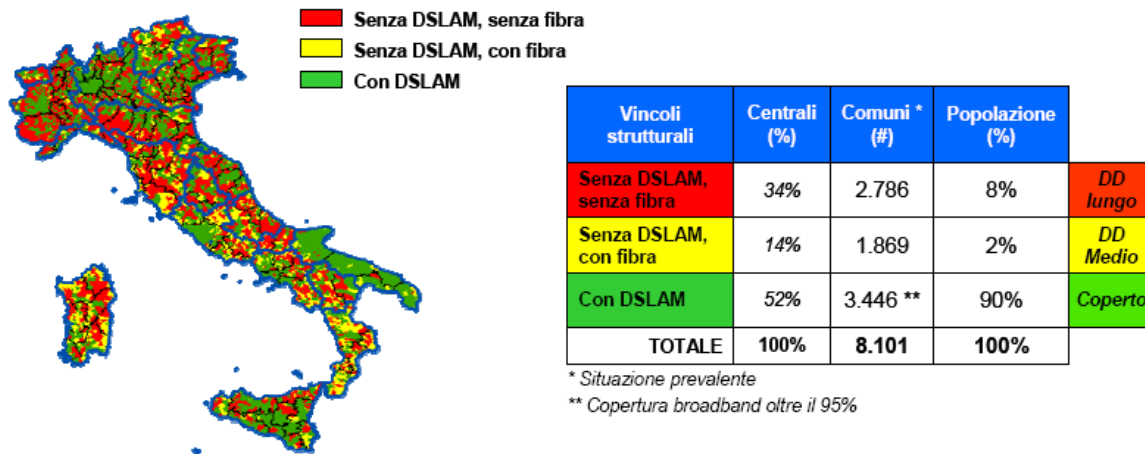 Senza DSLAM, senza fibra
Senza DSLAM, con fibra
Con DSLAM
Vincoli strutturali Centrali (%) Comuni * (#) Popolazione (%)
Senza DSLAM, senza fibra 34% 2.786 8% DD lungo
Senza DSLAM, con fibra 14% 1.869 2% DD Medio
Con DSLAM 52% 3.446 ** 90% Coperto
TOTALE 100% 8.101 100%
* Situazione prevalente
** Copertura broadband oltre il 95%